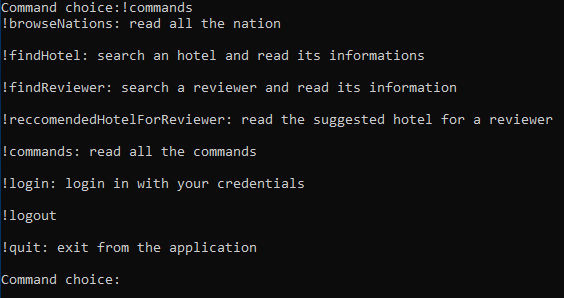 Command choice:!commands
!browseNations: read all the nation
!findHotel: search an hotel and read its informations
!findReviewer: search a reviewer and read its information
!reccomendedHotelForReviewer: read the suggested hotel for a reviewer
!commands: read all the commands
!login: login in with your credentials
!logout
!quit: exit from the application
Command choice: